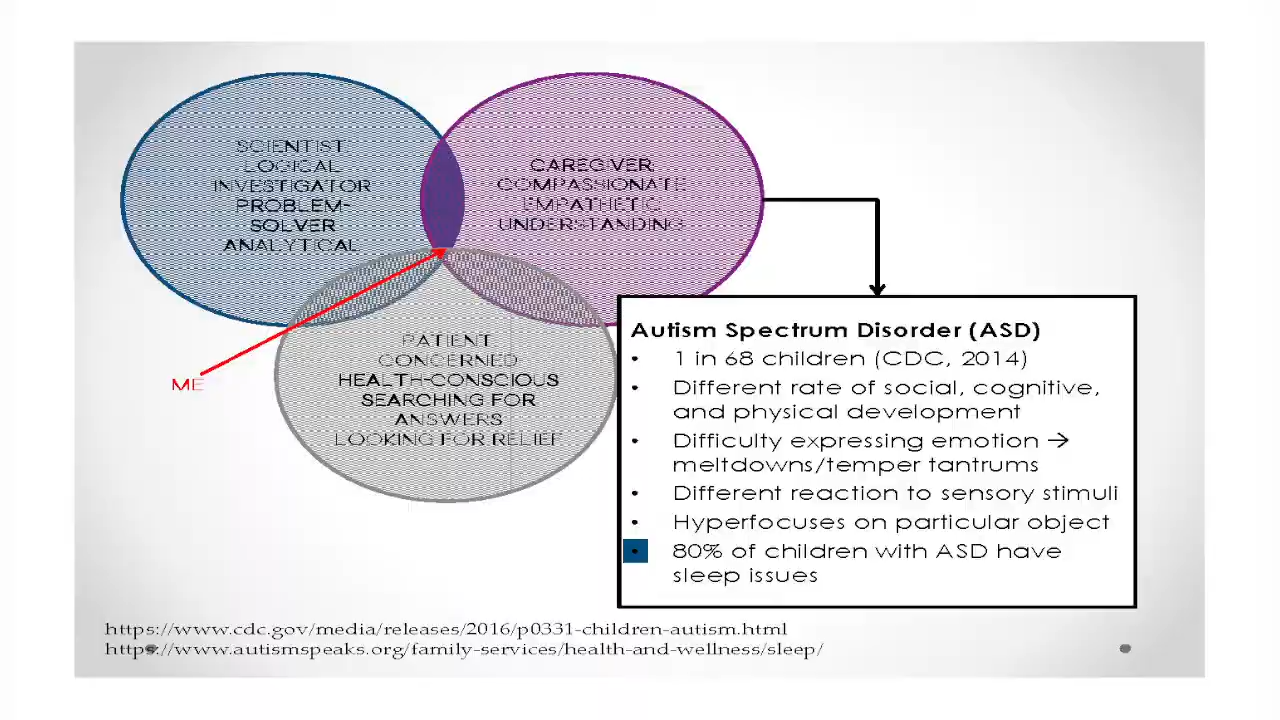 SCIENTIST
LOGICAL
INVESTIGATOR
PROBLEM-
SOLVER
ANALYTICAL
CAREGIVER
COMPASSIONATE
EMPATHETIC
UNDERSTANDING
PATIENT
CONCERNED
HEALTH-CONSCIOUS
SEARCHING FOR
ANSWERS
LOOKING FOR RELIEF
ME
Autism Spectrum Disorder (ASD)
• 1 in 68 children (CDC, 2014)
• Different rate of social, cognitive,
and physical development
• Difficulty expressing emotion →
meltdowns/temper tantrums
• Different reaction to sensory stimuli
• Hyperfocuses on particular object
• 80% of children with ASD have
sleep issues
https://www.cdc.gov/media/releases/2016/p0331-children-autism.html
https://www.autismspeaks.org/family-services/health-and-wellness/sleep/